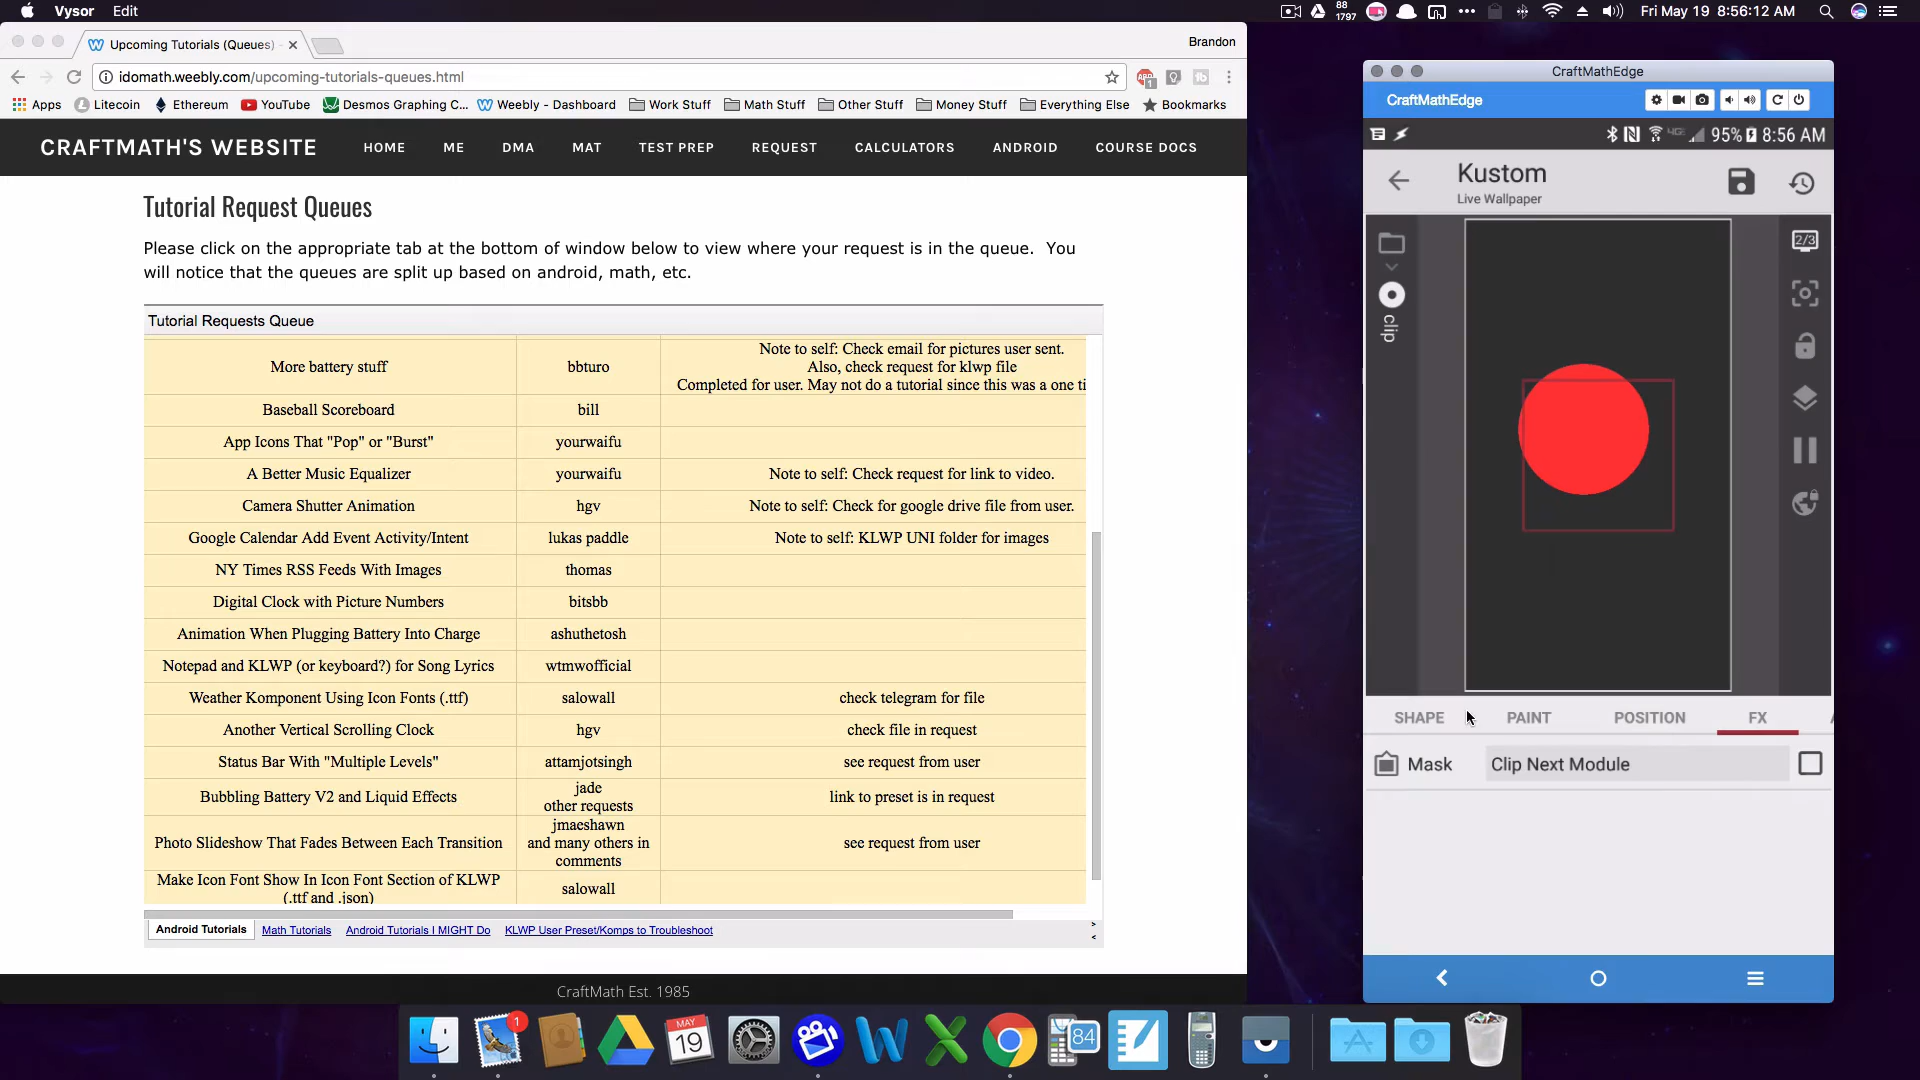 Vysor Edit
88
1797
Fri May 19 8:56:12 AM
Upcoming Tutorials (Queues)
Brandon
idomath.weebly.com/upcoming-tutorials-queues.html
Apps Litecoin Ethereum YouTube Desmos Graphing C... Weebly - Dashboard Work Stuff Math Stuff Other Stuff Money Stuff Everything Else Bookmarks
CRAFTMATH'S WEBSITE HOME ME DMA MAT TEST PREP REQUEST CALCULATORS ANDROID COURSE DOCS
Tutorial Request Queues
Please click on the appropriate tab at the bottom of window below to view where your request is in the queue. You
will notice that the queues are split up based on android, math, etc.
Tutorial Requests Queue
More battery stuff bbturo Note to self: Check email for pictures user sent.
Also, check request for klwp file
Completed for user. May not do a tutorial since this was a one ti
Baseball Scoreboard bill
App Icons That "Pop" or "Burst" yourwaifu
A Better Music Equalizer yourwaifu Note to self: Check request for link to video.
Camera Shutter Animation hgv Note to self: Check for google drive file from user.
Google Calendar Add Event Activity/Intent lukas paddle Note to self: KLWP UNI folder for images
NY Times RSS Feeds With Images thomas
Digital Clock with Picture Numbers bitsbb
Animation When Plugging Battery Into Charge ashuthetosh
Notepad and KLWP (or keyboard?) for Song Lyrics wtmwofficial
Weather Komponent Using Icon Fonts (.ttf) salowall check telegram for file
Another Vertical Scrolling Clock hgv check file in request
Status Bar With "Multiple Levels" attamjotsingh see request from user
Bubbling Battery V2 and Liquid Effects jade
other requests link to preset is in request
Photo Slideshow That Fades Between Each Transition jmaeshawn
and many others in
comments see request from user
Make Icon Font Show In Icon Font Section of KLWP
(.ttf and .json) salowall
Android Tutorials Math Tutorials Android Tutorials I MIGHT Do KLWP User Preset/Komps to Troubleshoot
CraftMath Est. 1985
CraftMathEdge
CraftMathEdge
95% 8:56 AM
Kustom
Live Wallpaper
2/3
clip
SHAPE PAINT POSITION FX
Mask Clip Next Module
1
MAY
19
84